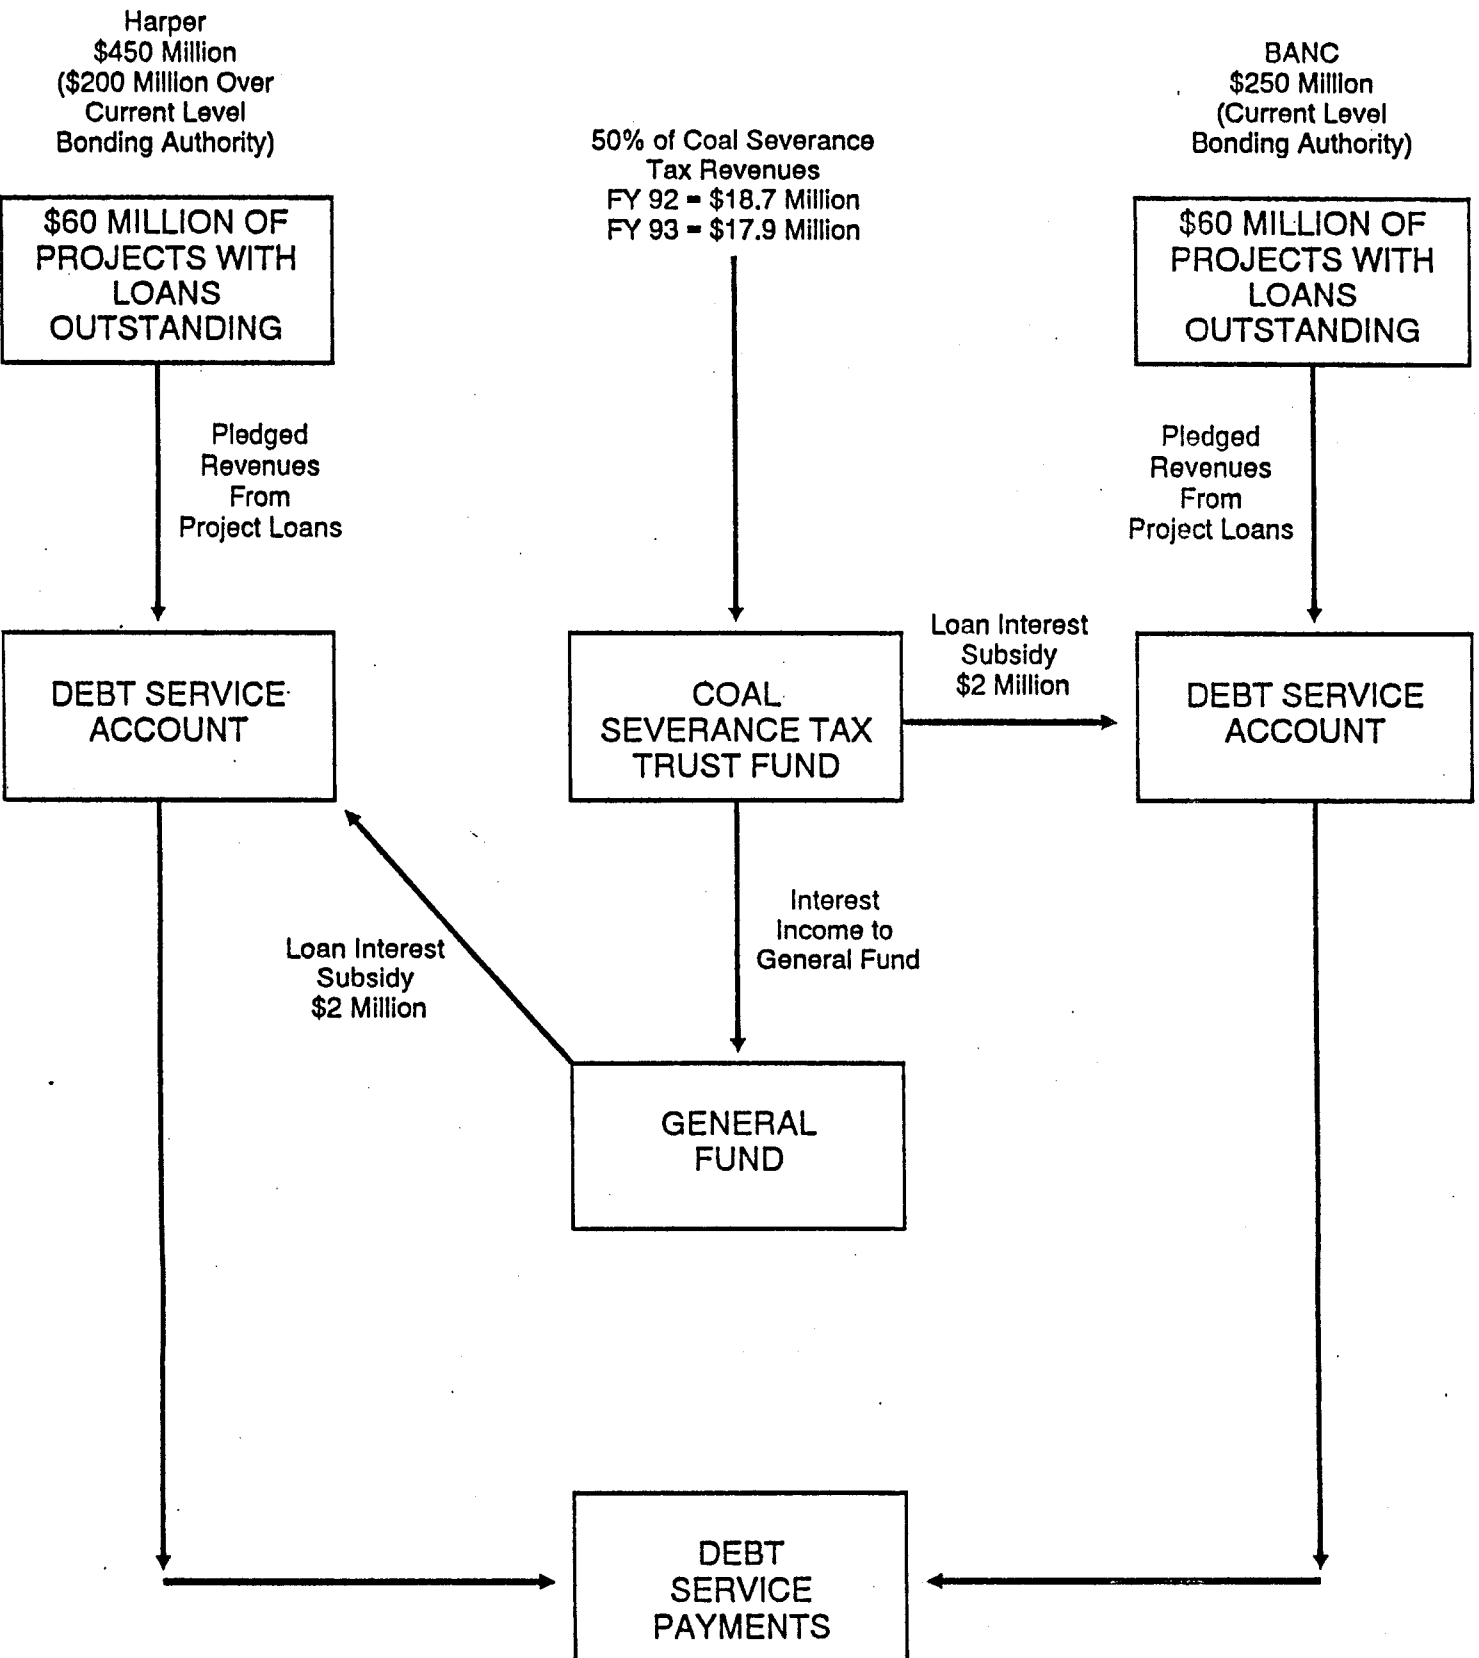 Harper
$450 Million
($200 Million Over
Current Level
Bonding Authority)
BANC
$250 Million
(Current Level
Bonding Authority)
50% of Coal Severance
Tax Revenues
FY 92 = $18.7 Million
FY 93 = $17.9 Million
$60 MILLION OF
PROJECTS WITH
LOANS
OUTSTANDING
$60 MILLION OF
PROJECTS WITH
LOANS
OUTSTANDING
Pledged
Revenues
From
Project Loans
Pledged
Revenues
From
Project Loans
DEBT SERVICE
ACCOUNT
COAL
SEVERANCE TAX
TRUST FUND
Loan Interest
Subsidy
$2 Million
DEBT SERVICE
ACCOUNT
Loan Interest
Subsidy
$2 Million
Interest
Income to
General Fund
GENERAL
FUND
DEBT
SERVICE
PAYMENTS